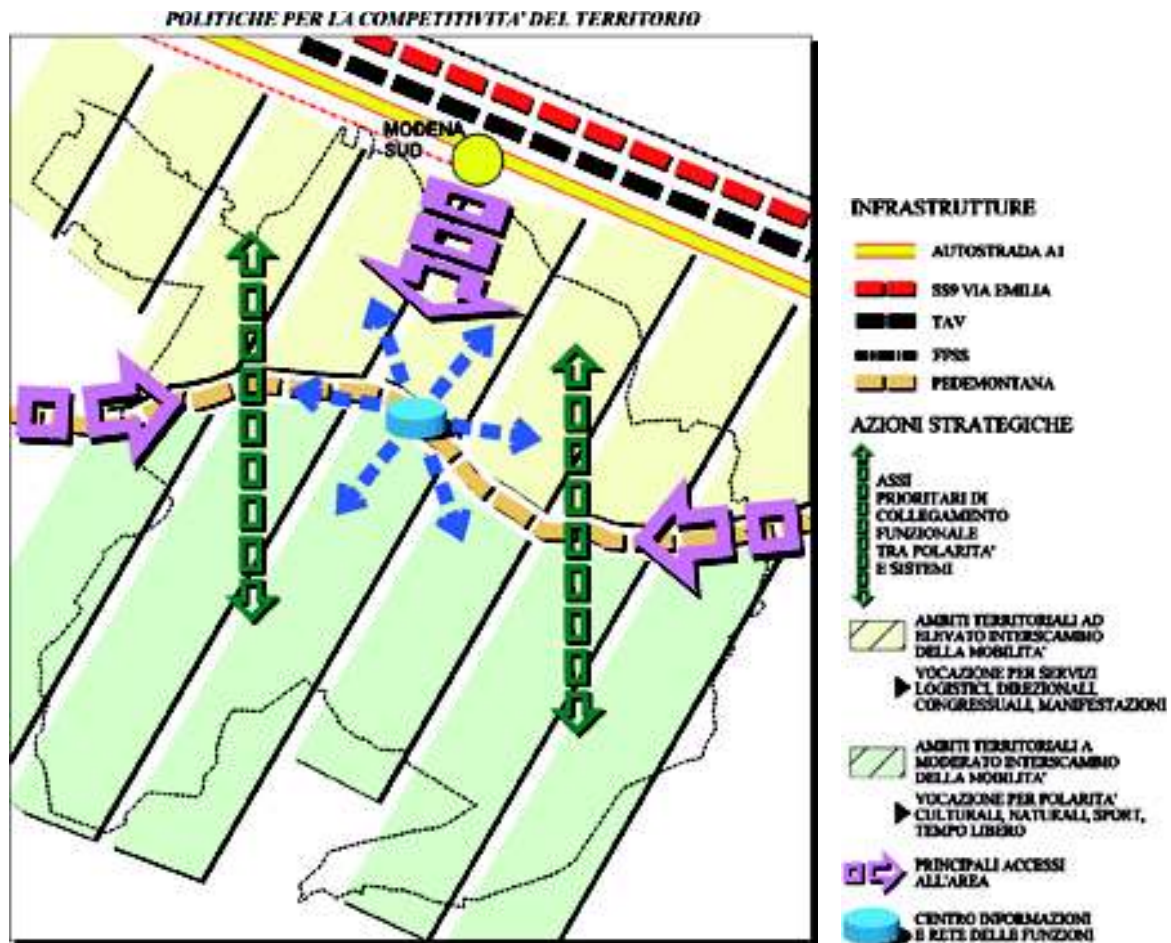 POLITICHE PER LA COMPETITIVITA' DEL TERRITORIO
MODENA
SUD
INFRASTRUTTURE
AUTOSTRADA A1
SS9 VIA EMILIA
TAV
FFSS
PEDEMONTANA
AZIONI STRATEGICHE
ASSI
PRIORITARI DI
COLLEGAMENTO
FUNZIONALE
TRA POLARITA'
E SISTEMI
AMBITI TERRITORIALI AD
ELEVATO INTERSCAMBIO
DELLA MOBILITA'
VOCAZIONE PER SERVIZI
LOGISTICI, DIREZIONALI,
CONGRESSUALI, MANIFESTAZIONI
AMBITI TERRITORIALI A
MODERATO INTERSCAMBIO
DELLA MOBILITA'
VOCAZIONE PER POLARITA'
CULTURALI, NATURALI, SPORT,
TEMPO LIBERO
PRINCIPALI ACCESSI
ALL'AREA
CENTRO INFORMAZIONI
E RETE DELLE FUNZIONI